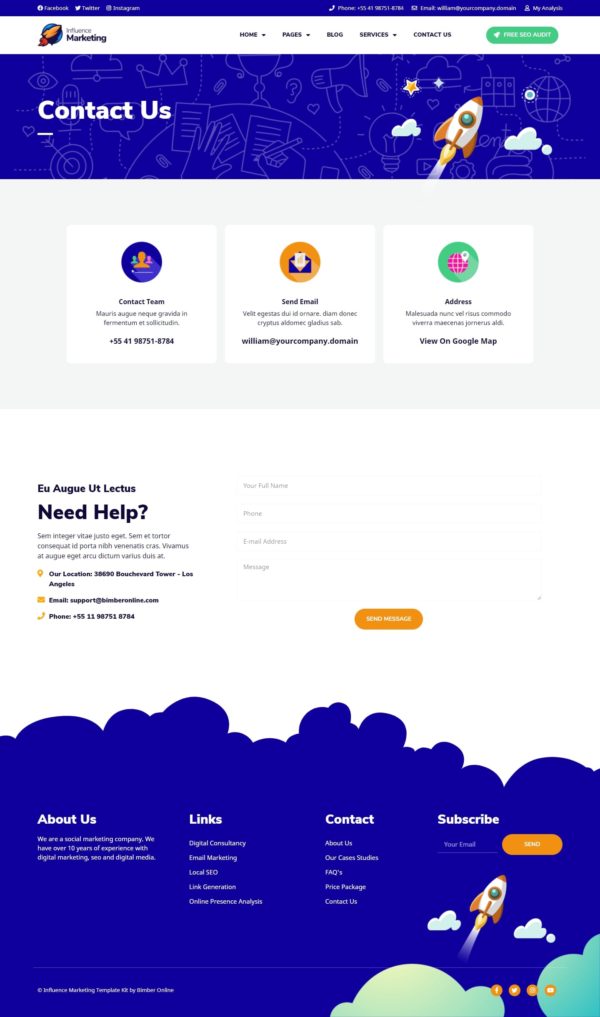 Facebook Twitter Instagram
Phone: +55 41 98751-8784 Email: william@yourcompany.domain My Analysis
Influence
Marketing
HOME PAGES BLOG SERVICES CONTACT US FREE SEO AUDIT
Contact Us
Contact Team
Mauris augue neque gravida in
fermentum et sollicitudin.
+55 41 98751-8784
Send Email
Velit egestas dui id ornare, diam donec
cryptus aldomec gladius sab.
william@yourcompany.domain
Address
Malesuada nunc vel risus commodo
viverra maecenas jornerus aldi.
View On Google Map
Eu Augue Ut Lectus
Need Help?
Sem integer vitae justo eget. Sem et tortor
consequat id porta nibh venenatis cras. Vivamus
at augue eget arcu dictum varius duis at.
Our Location: 38690 Bouchevard Tower - Los
Angeles
Email: support@bimberonline.com
Phone: +55 11 98751 8784
Your Full Name
Phone
E-mail Address
Message
SEND MESSAGE
About Us
We are a social marketing company. We
have over 10 years of experience with
digital marketing, seo and digital media.
Links
Digital Consultancy
Email Marketing
Local SEO
Link Generation
Online Presence Analysis
Contact
About Us
Our Cases Studies
FAQ's
Price Package
Contact Us
Subscribe
Your Email SEND
© Influence Marketing Template Kit by Bimber Online